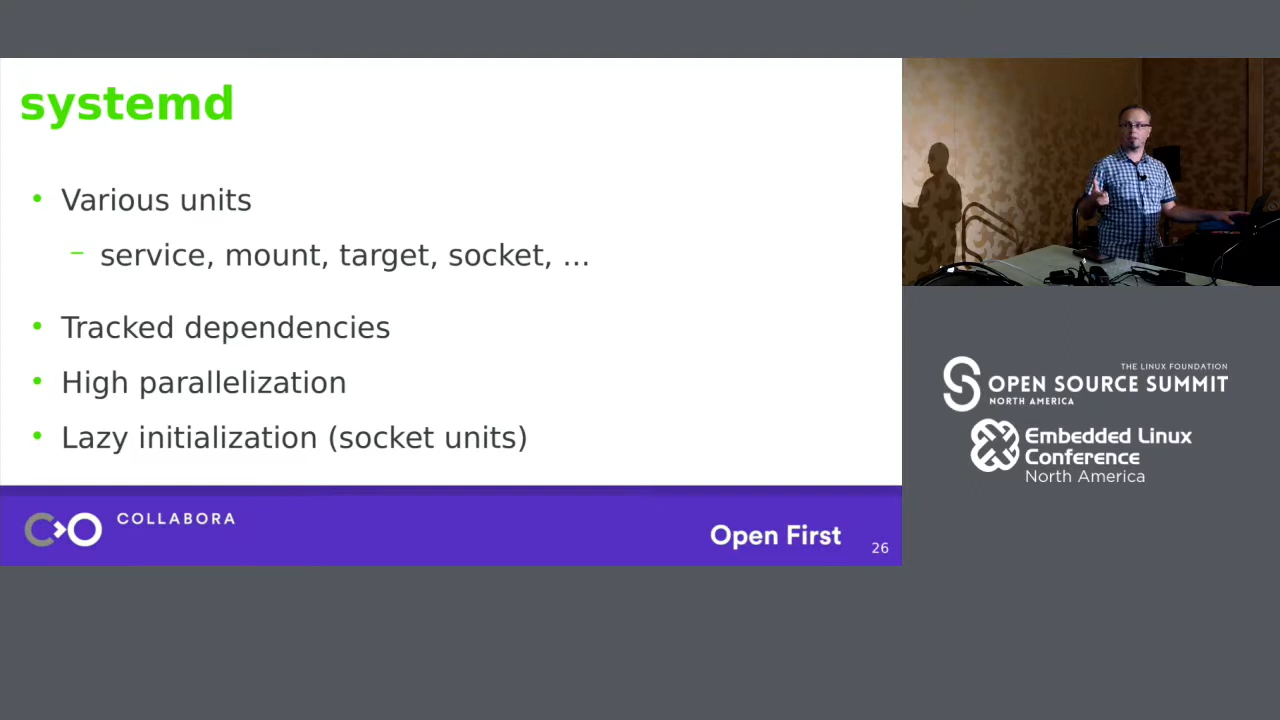 systemd
• Various units
– service, mount, target, socket, ...
• Tracked dependencies
• High parallelization
• Lazy initialization (socket units)
COLLABORA
Open First
26
THE LINUX FOUNDATION
OPEN SOURCE SUMMIT
NORTH AMERICA
Embedded Linux
Conference
North America